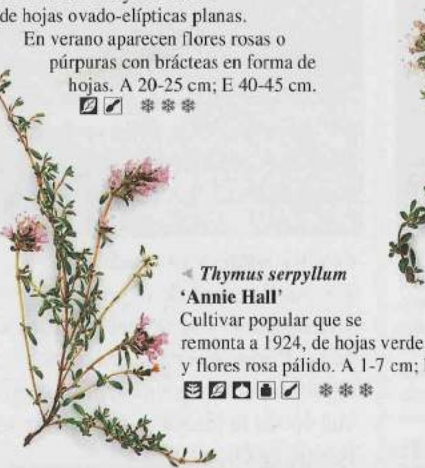 de hojas ovado-elípticas planas.
En verano aparecen flores rosas o
púrpuras con brácteas en forma de
hojas. A 20-25 cm; E 40-45 cm.
Thymus serpyllum
'Annie Hall'
Cultivar popular que se
remonta a 1924, de hojas verde
y flores rosa pálido. A 1-7 cm;